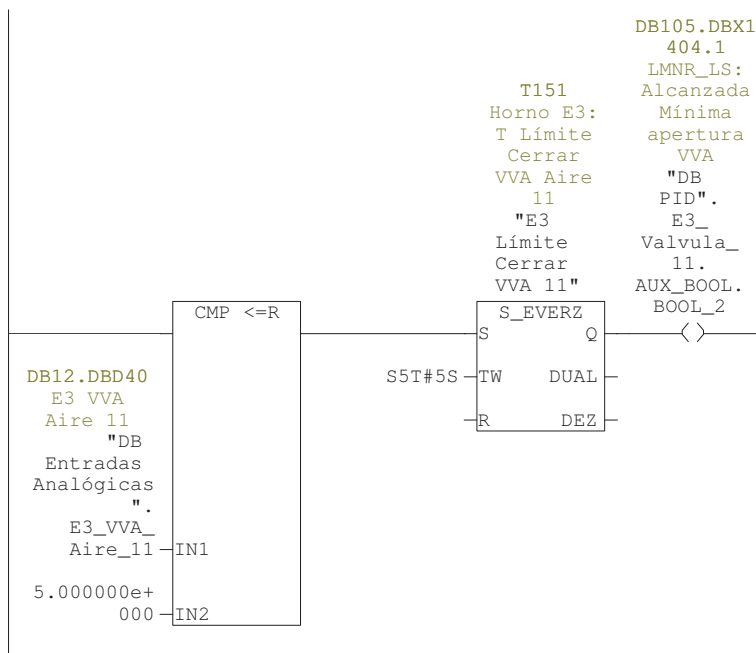 DB105.DBX1
404.1
LMNR_LS:
Alcanzada
Mínima
apertura
VVA
"DB
PID".
E3_
Valvula_
11.
AUX_BOOL.
BOOL_2
T151
Horno E3:
T Límite
Cerrar
VVA Aire
11
"E3
Límite
Cerrar
VVA 11"
CMP <=R
S_EVERZ
S Q
S5T#5S TW DUAL
R DEZ
DB12.DBD40
E3 VVA
Aire 11
"DB
Entradas
Analógicas
".
E3_VVA_
Aire_11 IN1
5.000000e+
000 IN2